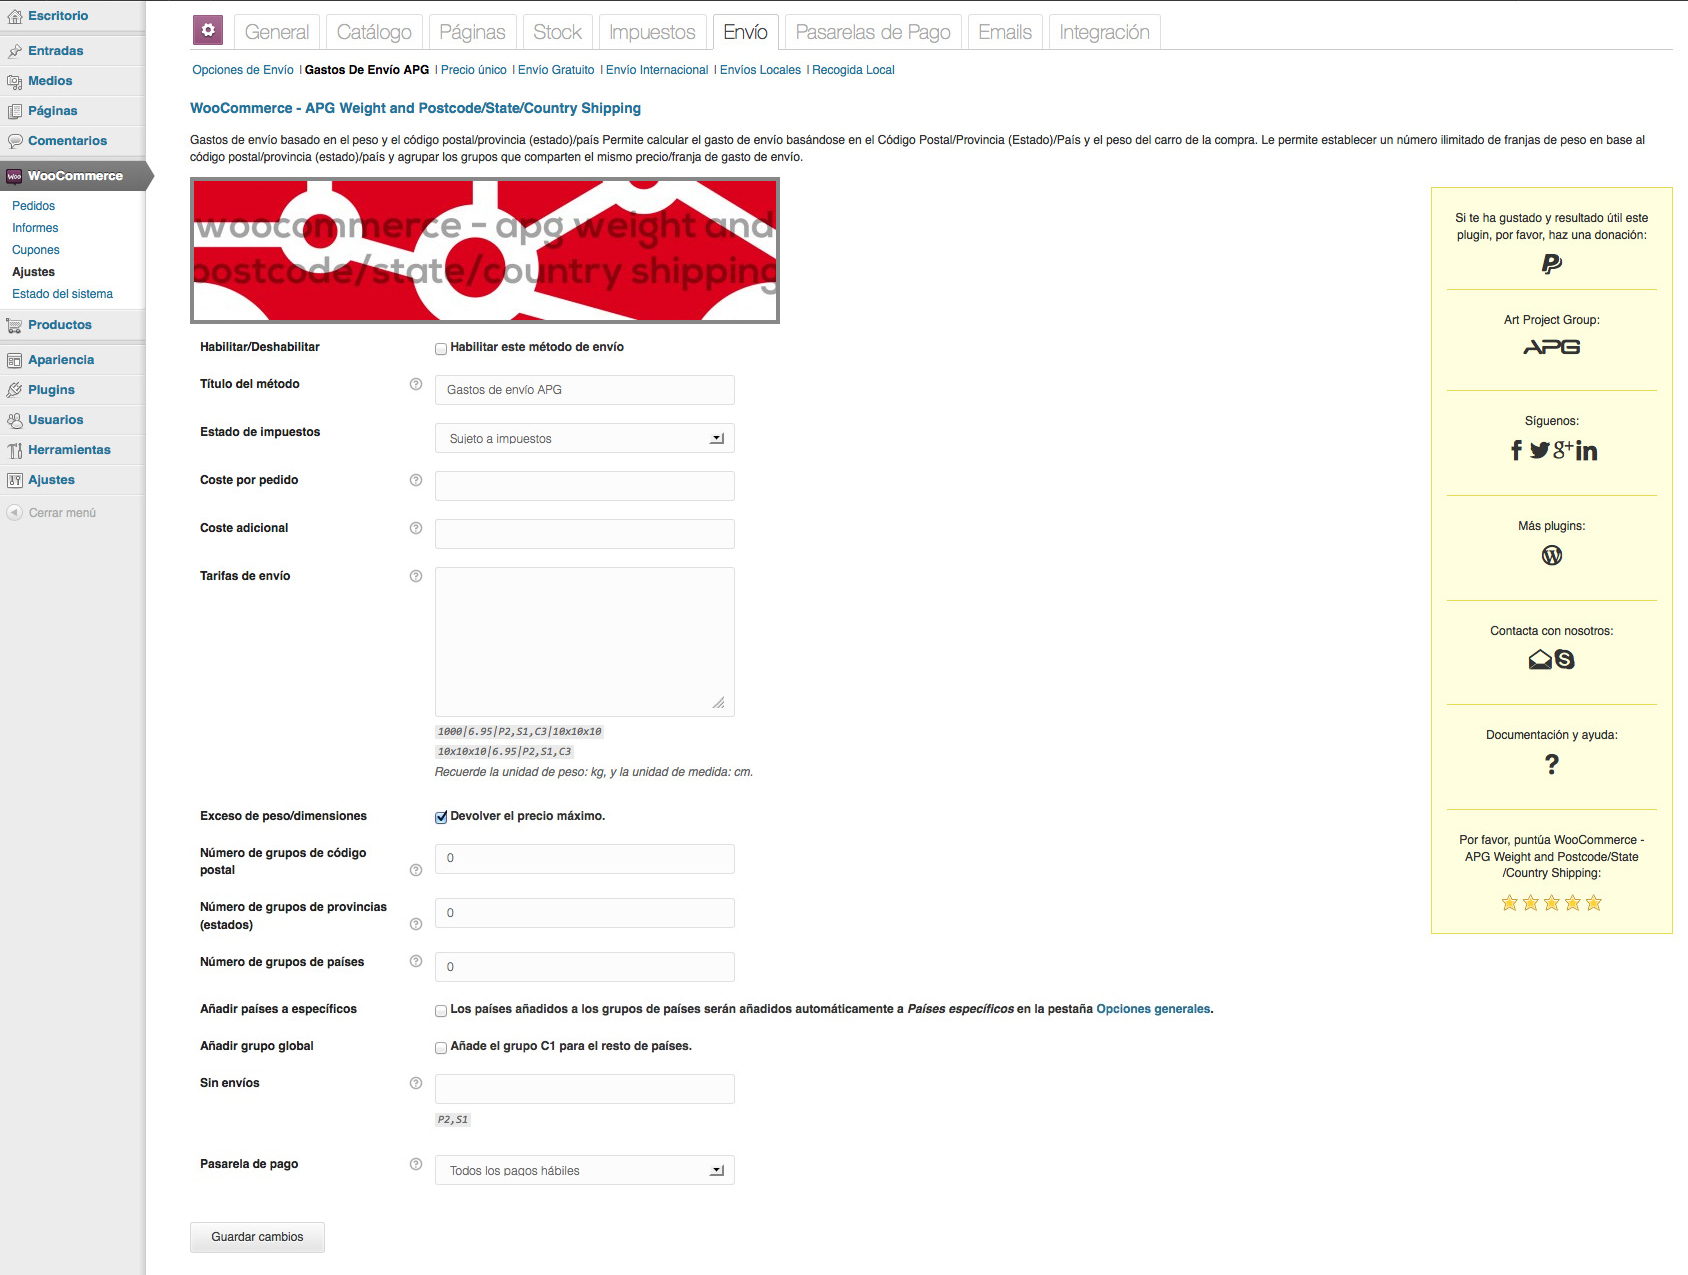 Escritorio
Entradas
Medios
Páginas
Comentarios
WooCommerce
Pedidos
Informes
Cupones
Ajustes
Estado del sistema
Productos
Apariencia
Plugins
Usuarios
Herramientas
Ajustes
Cerrar menú
General Catálogo Páginas Stock Impuestos Envío Pasarelas de Pago Emails Integración
Opciones de Envío | Gastos De Envío APG | Precio único | Envío Gratuito | Envío Internacional | Envíos Locales | Recogida Local
WooCommerce - APG Weight and Postcode/State/Country Shipping
Gastos de envío basado en el peso y el código postal/provincia (estado)/país Permite calcular el gasto de envío basándose en el Código Postal/Provincia (Estado)/País y el peso del carro de la compra. Le permite establecer un número ilimitado de franjas de peso en base al
código postal/provincia (estado)/país y agrupar los grupos que comparten el mismo precio/franja de gasto de envío.
woocommerce - apg weight and
postcode/state/country shipping
Habilitar/Deshabilitar Habilitar este método de envío
Título del método ? Gastos de envío APG
Estado de impuestos Sujeto a impuestos
Coste por pedido ?
Coste adicional ?
Tarifas de envío ?
1000|6.95|P2,S1,C3|10x10x10
10x10x10|6.95|P2,S1,C3
Recuerde la unidad de peso: kg, y la unidad de medida: cm.
Exceso de peso/dimensiones Devolver el precio máximo.
Número de grupos de código
postal ? 0
Número de grupos de provincias
(estados) ? 0
Número de grupos de países ? 0
Añadir países a específicos Los países añadidos a los grupos de países serán añadidos automáticamente a Países específicos en la pestaña Opciones generales.
Añadir grupo global Añade el grupo C1 para el resto de países.
Sin envíos ?
P2,S1
Pasarela de pago ? Todos los pagos hábiles
Guardar cambios
Si te ha gustado y resultado útil este
plugin, por favor, haz una donación:
Art Project Group:
APG
Síguenos:
Más plugins:
Contacta con nosotros:
Documentación y ayuda:
?
Por favor, puntúa WooCommerce -
APG Weight and Postcode/State
/Country Shipping: